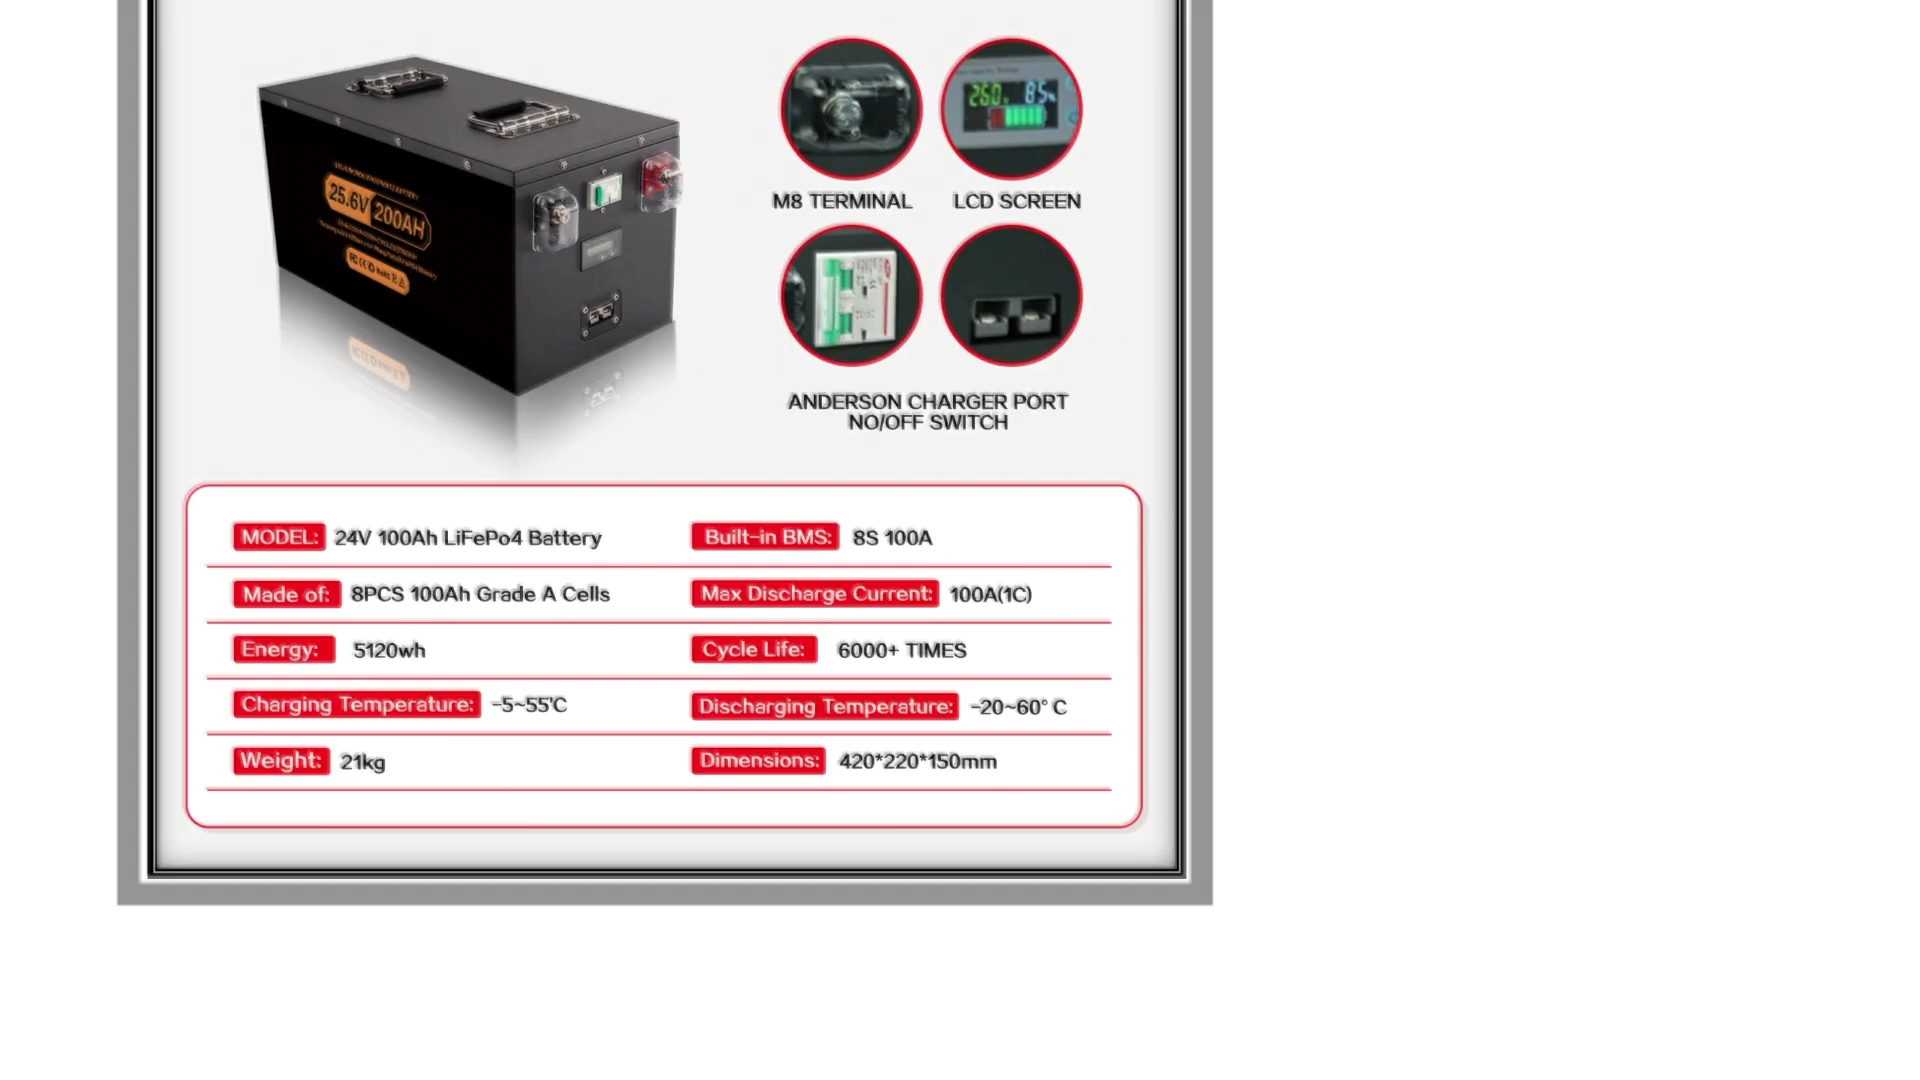 25.6V 200AH
26.0 85%
M8 TERMINAL LCD SCREEN
ANDERSON CHARGER PORT
NO/OFF SWITCH
MODEL: 24V 100Ah LiFePo4 Battery Built-in BMS: 8S 100A
Made of: 8PCS 100Ah Grade A Cells Max Discharge Current: 100A(1C)
Energy: 5120wh Cycle Life: 6000+ TIMES
Charging Temperature: -5~55'C Discharging Temperature: -20~60° C
Weight: 21kg Dimensions: 420*220*150mm